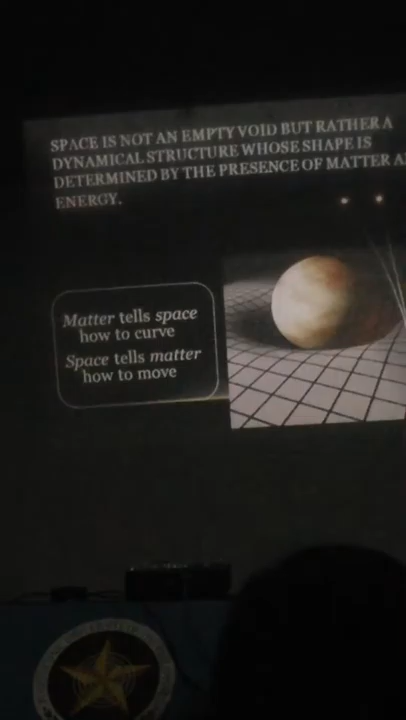 SPACE IS NOT AN EMPTY VOID BUT RATHER A
DYNAMICAL STRUCTURE WHOSE SHAPE IS
DETERMINED BY THE PRESENCE OF MATTER
ENERGY.
Matter tells space
how to curve
Space tells matter
how to move